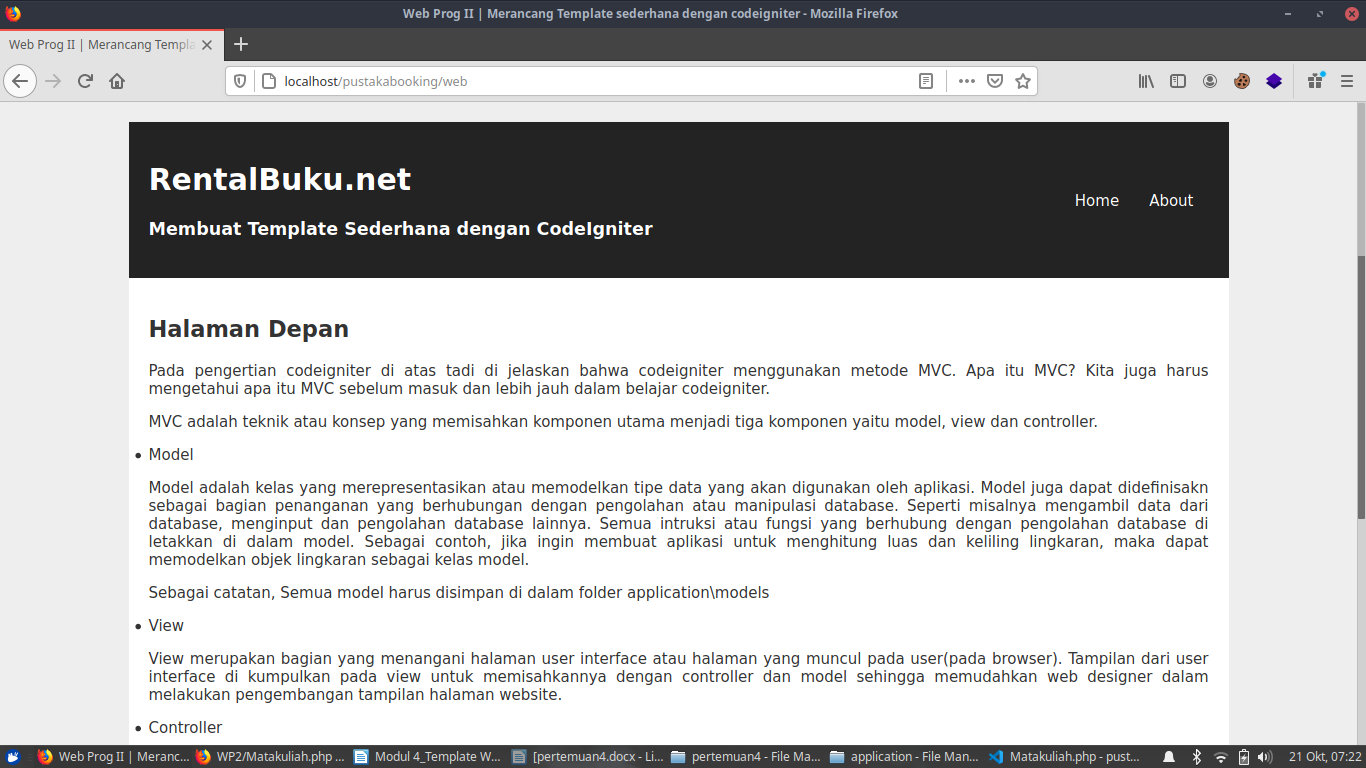 Web Prog II | Merancang Template sederhana dengan codeigniter - Mozilla Firefox
Web Prog II | Merancang Templa
localhost/pustakabooking/web
RentalBuku.net
Home About
Membuat Template Sederhana dengan CodeIgniter
Halaman Depan
Pada pengertian codeigniter di atas tadi di jelaskan bahwa codeigniter menggunakan metode MVC. Apa itu MVC? Kita juga harus
mengetahui apa itu MVC sebelum masuk dan lebih jauh dalam belajar codeigniter.
MVC adalah teknik atau konsep yang memisahkan komponen utama menjadi tiga komponen yaitu model, view dan controller.
• Model
Model adalah kelas yang merepresentasikan atau memodelkan tipe data yang akan digunakan oleh aplikasi. Model juga dapat didefinisakn
sebagai bagian penanganan yang berhubungan dengan pengolahan atau manipulasi database. Seperti misalnya mengambil data dari
database, menginput dan pengolahan database lainnya. Semua intruksi atau fungsi yang berhubung dengan pengolahan database di
letakkan di dalam model. Sebagai contoh, jika ingin membuat aplikasi untuk menghitung luas dan keliling lingkaran, maka dapat
memodelkan objek lingkaran sebagai kelas model.
Sebagai catatan, Semua model harus disimpan di dalam folder application\models
• View
View merupakan bagian yang menangani halaman user interface atau halaman yang muncul pada user(pada browser). Tampilan dari user
interface di kumpulkan pada view untuk memisahkannya dengan controller dan model sehingga memudahkan web designer dalam
melakukan pengembangan tampilan halaman website.
• Controller
Web Prog II | Meranc... WP2/Matakuliah.php ... Modul 4_Template W... [pertemuan4.docx - Li... pertemuan4 - File Ma... application - File Man... Matakuliah.php - pust... 21 Okt, 07:22